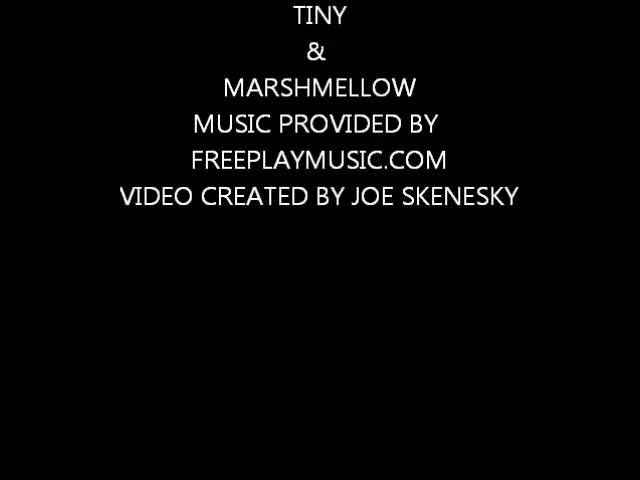 TINY
&
MARSHMELLOW
MUSIC PROVIDED BY
FREEPLAYMUSIC.COM
VIDEO CREATED BY JOE SKENESKY